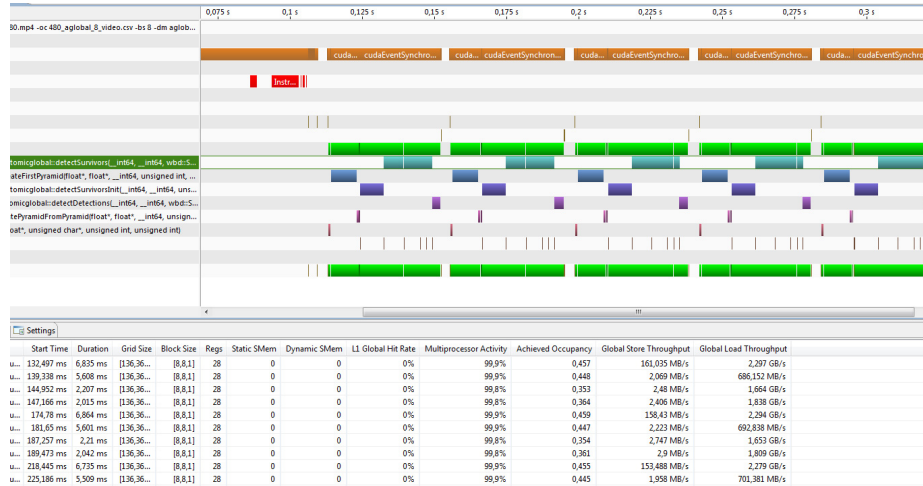 0,075 s 0,1 s 0,125 s 0,15 s 0,175 s 0,2 s 0,225 s 0,25 s 0,275 s 0,3 s
80.mp4 -oc 480_aglobal_8_video.csv -bs 8 -dm aglob...
cuda... cudaEventSynchro... cuda... cudaEventSynchro... cuda... cudaEventSynchro... cuda... cudaEventSynchro... cuda... cudaEventSynchro
Instr...
tomicglobal::detectSurvivors(__int64, __int64, wbd::S...
ateFirstPyramid(float*, float*, __int64, unsigned int, ...
tomicglobal::detectSurvivorsInit(__int64, __int64, uns...
omicglobal::detectDetections(__int64, __int64, wbd::S...
tePyramidFromPyramid(float*, float*, __int64, unsign...
oat*, unsigned char*, unsigned int, unsigned int)
Settings
Start Time Duration Grid Size Block Size Regs Static SMem Dynamic SMem L1 Global Hit Rate Multiprocessor Activity Achieved Occupancy Global Store Throughput Global Load Throughput
u... 132,497 ms 6,835 ms [136,36... [8,8,1] 28 0 0 0% 99,9% 0,457 161,035 MB/s 2,297 GB/s
u... 139,338 ms 5,608 ms [136,36... [8,8,1] 28 0 0 0% 99,9% 0,448 2,069 MB/s 686,152 MB/s
u... 144,952 ms 2,207 ms [136,36... [8,8,1] 28 0 0 0% 99,8% 0,353 2,48 MB/s 1,664 GB/s
u... 147,166 ms 2,015 ms [136,36... [8,8,1] 28 0 0 0% 99,8% 0,364 2,406 MB/s 1,838 GB/s
u... 174,78 ms 6,864 ms [136,36... [8,8,1] 28 0 0 0% 99,9% 0,459 158,43 MB/s 2,294 GB/s
u... 181,65 ms 5,601 ms [136,36... [8,8,1] 28 0 0 0% 99,9% 0,447 2,223 MB/s 692,838 MB/s
u... 187,257 ms 2,21 ms [136,36... [8,8,1] 28 0 0 0% 99,8% 0,354 2,747 MB/s 1,653 GB/s
u... 189,473 ms 2,042 ms [136,36... [8,8,1] 28 0 0 0% 99,8% 0,361 2,9 MB/s 1,809 GB/s
u... 218,445 ms 6,735 ms [136,36... [8,8,1] 28 0 0 0% 99,9% 0,455 153,488 MB/s 2,279 GB/s
u... 225,186 ms 5,509 ms [136,36... [8,8,1] 28 0 0 0% 99,9% 0,445 1,958 MB/s 701,381 MB/s